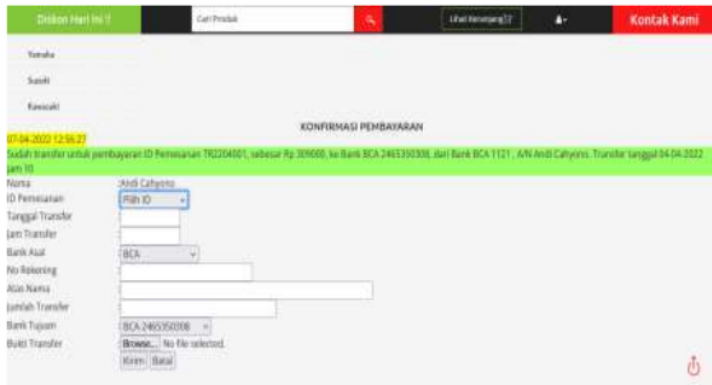 Diskon Hari Ini !!
Cari Produk
Lihat Keranjang
Kontak Kami
Yamaha
Suzuki
Kawasaki
KONFIRMASI PEMBAYARAN
07-04-2022 12:56:27
Sudah transfer untuk pembayaran ID Pemesanan TR2204001, sebesar Rp 309000, ke Bank BCA 2465350308, dari Bank BCA 1121 , A/N Andi Cahyono. Transfer tanggal 04-04-2022
jam 10
Nama :Andi Cahyono
ID Pemesanan : Pilih ID
Tanggal Transfer :
Jam Transfer :
Bank Asal : BCA
No Rekening :
Atas Nama :
Jumlah Transfer :
Bank Tujuan : BCA 2465350308
Bukti Transfer : Browse... No file selected.
Kirim Batal